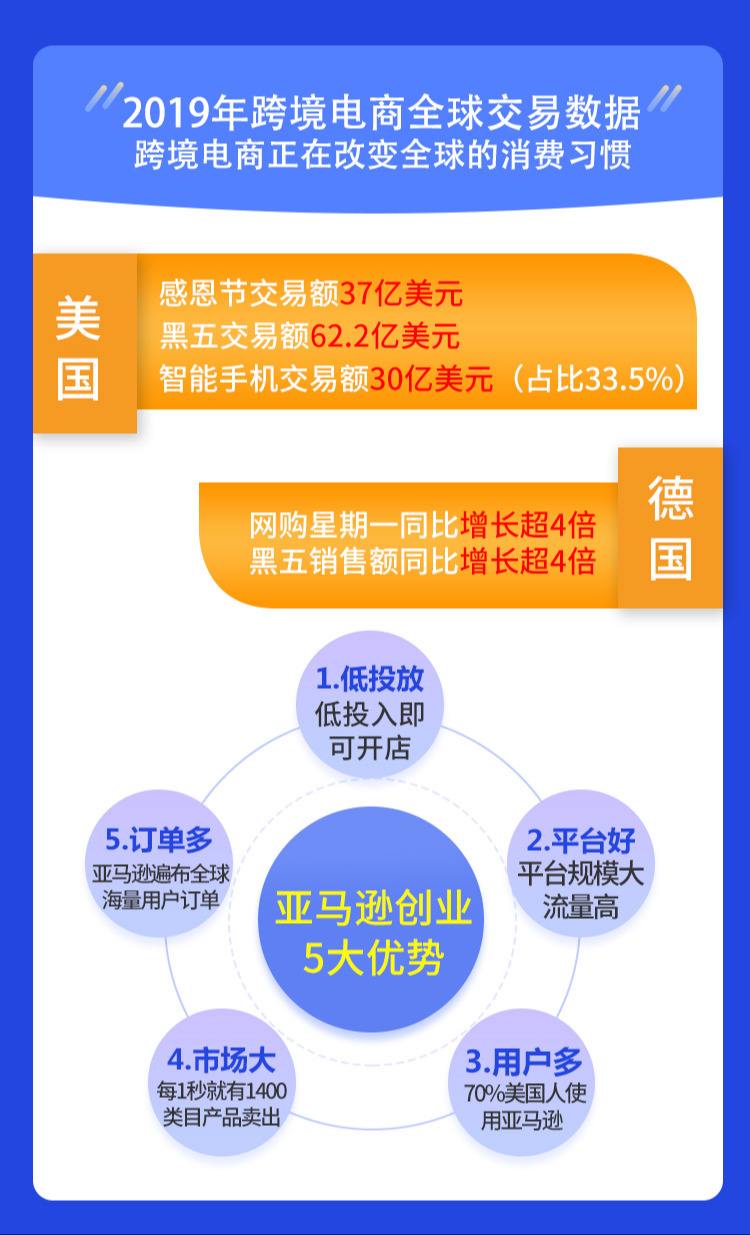 2019年跨境电商全球交易数据
跨境电商正在改变全球的消费习惯
美国
感恩节交易额37亿美元
黑五交易额62.2亿美元
智能手机交易额30亿美元（占比33.5%）
德国
网购星期一同比增长超4倍
黑五销售额同比增长超4倍
1.低投放
低投入即
可开店
2.平台好
平台规模大
流量高
3.用户多
70%美国人使
用亚马逊
4.市场大
每1秒就有1400
类目产品卖出
5.订单多
亚马逊遍布全球
海量用户订单
亚马逊创业
5大优势